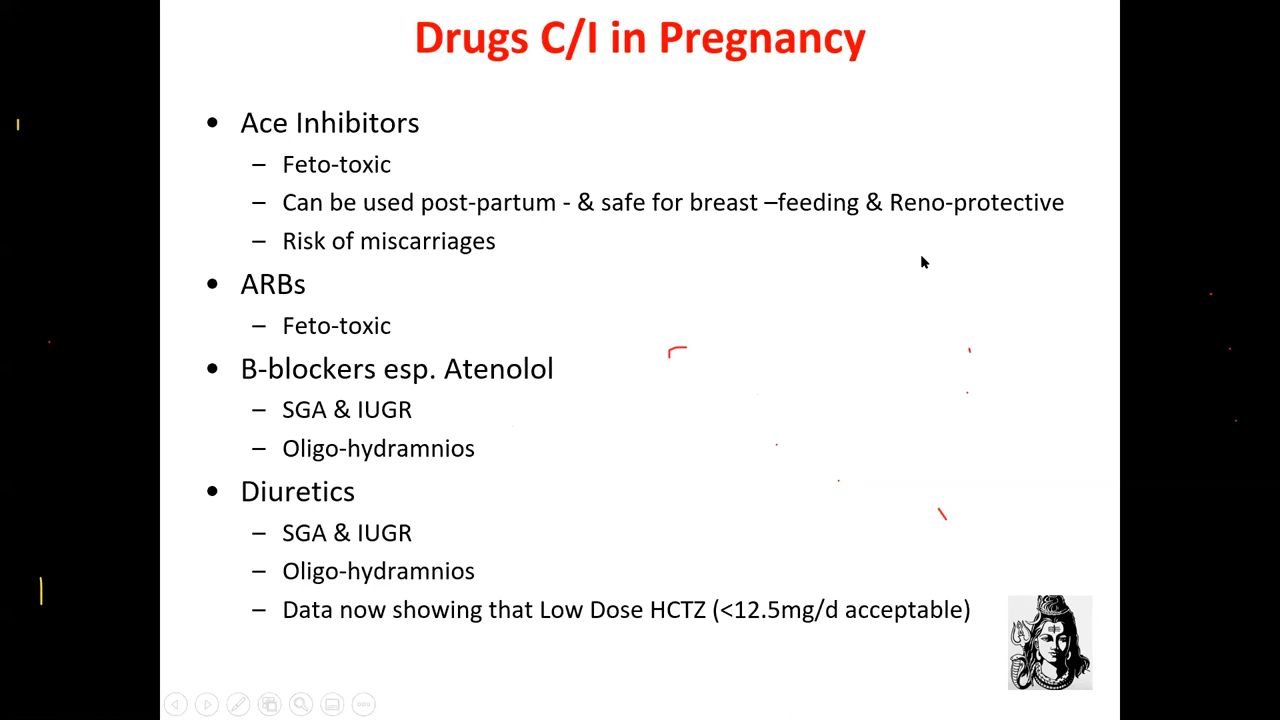 Drugs C/I in Pregnancy
• Ace Inhibitors
– Feto-toxic
– Can be used post-partum - & safe for breast –feeding & Reno-protective
– Risk of miscarriages
• ARBs
– Feto-toxic
• B-blockers esp. Atenolol
– SGA & IUGR
– Oligo-hydramnios
• Diuretics
– SGA & IUGR
– Oligo-hydramnios
– Data now showing that Low Dose HCTZ (<12.5mg/d acceptable)